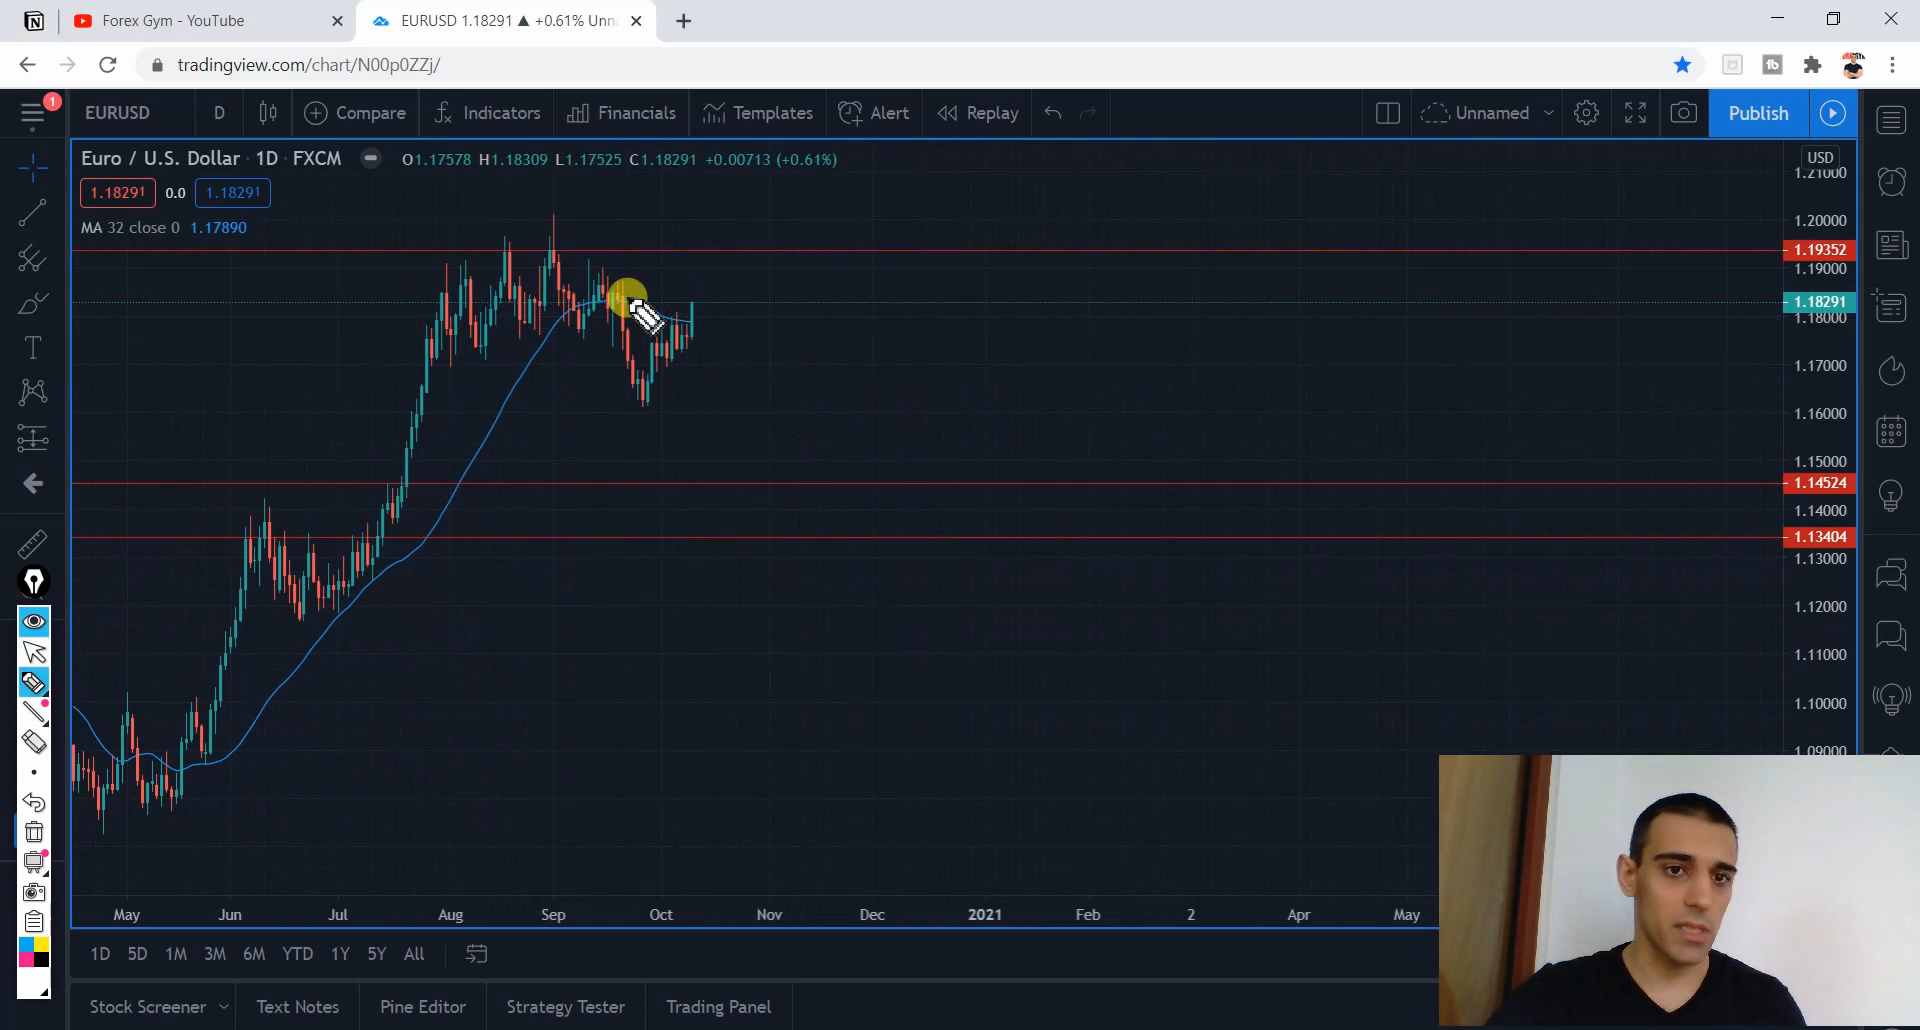 Forex Gym - YouTube
EURUSD 1.18291 ▲ +0.61% Unna
tradingview.com/chart/N00p0ZZj/
1
EURUSD
D
Compare
Indicators
Financials
Templates
Alert
Replay
Unnamed
Publish
Euro / U.S. Dollar · 1D · FXCM
O1.17578 H1.18309 L1.17525 C1.18291 +0.00713 (+0.61%)
1.18291 0.0 1.18291
MA 32 close 0 1.17890
USD
1.21000
1.20000
1.19352
1.19000
1.18291
1.18000
1.17000
1.16000
1.15000
1.14524
1.14000
1.13404
1.13000
1.12000
1.11000
1.10000
1.09000
May Jun Jul Aug Sep Oct Nov Dec 2021 Feb 2 Apr May
1D 5D 1M 3M 6M YTD 1Y 5Y All
Stock Screener Text Notes Pine Editor Strategy Tester Trading Panel